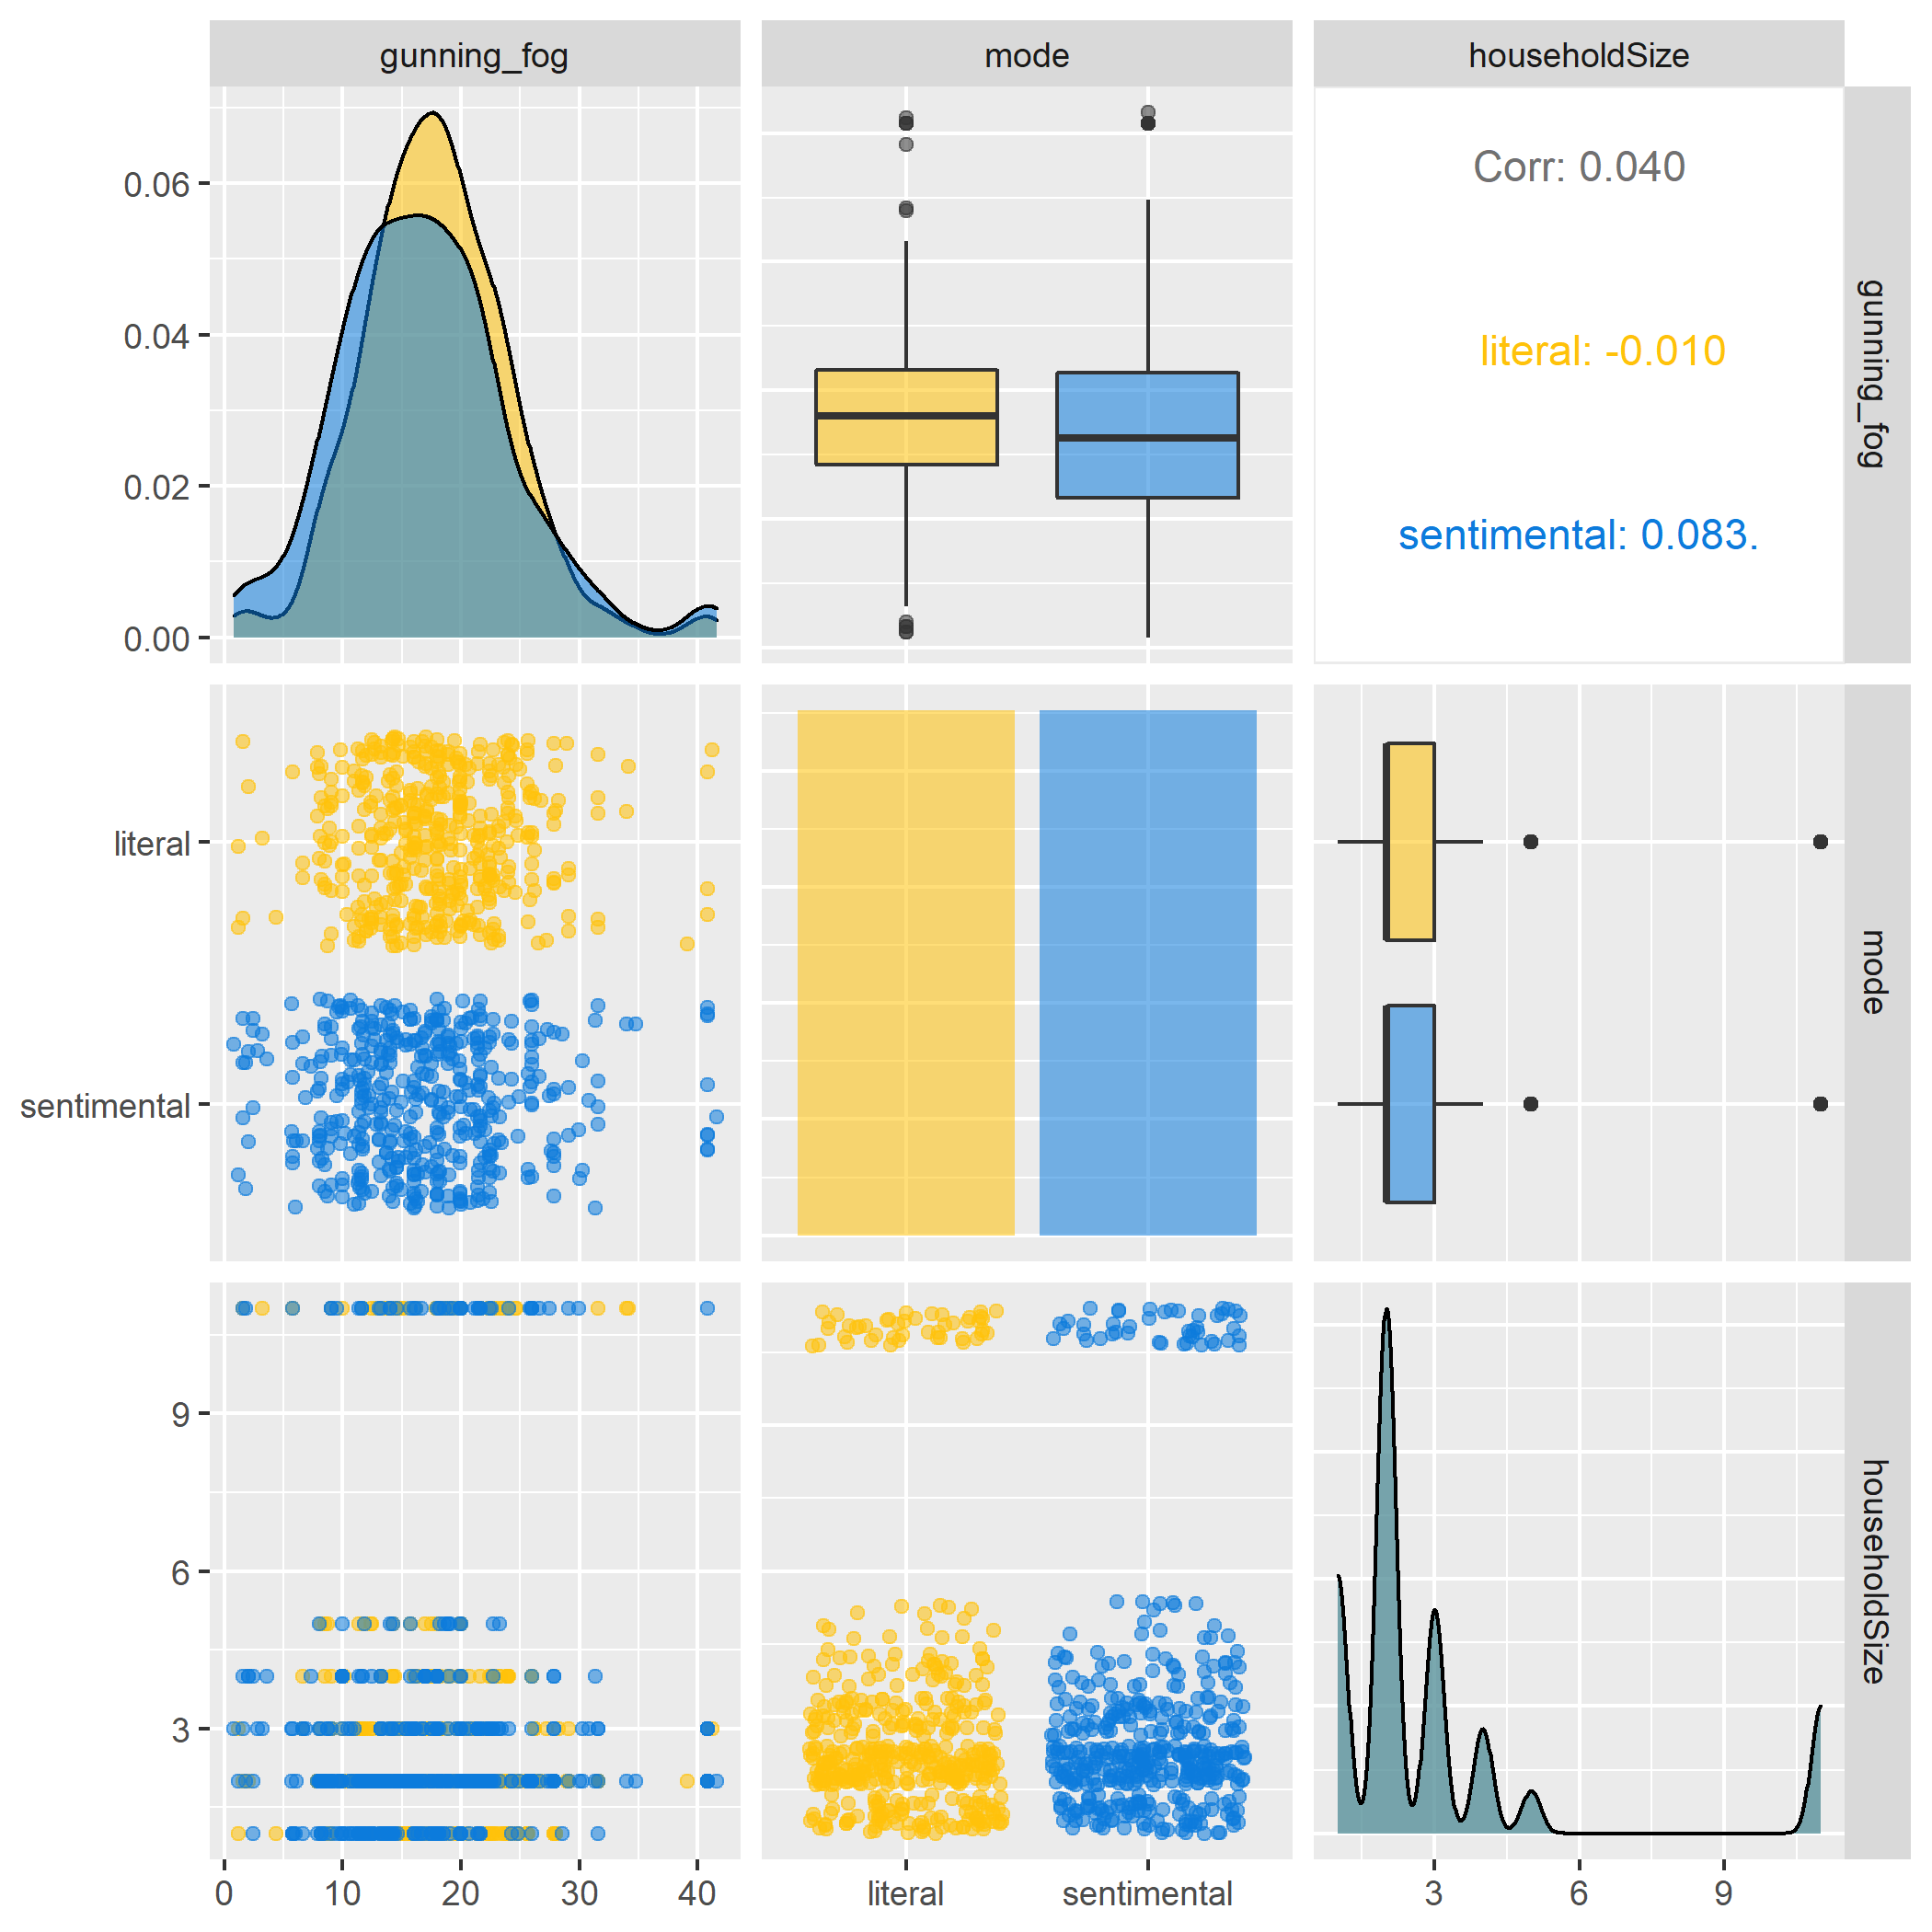 gunning_fog mode householdSize
0.06
0.04
0.02
0.00
Corr: 0.040
literal: -0.010
sentimental: 0.083.
gunning_fog
literal
sentimental
mode
9
6
3
householdSize
0 10 20 30 40
literal sentimental
3 6 9